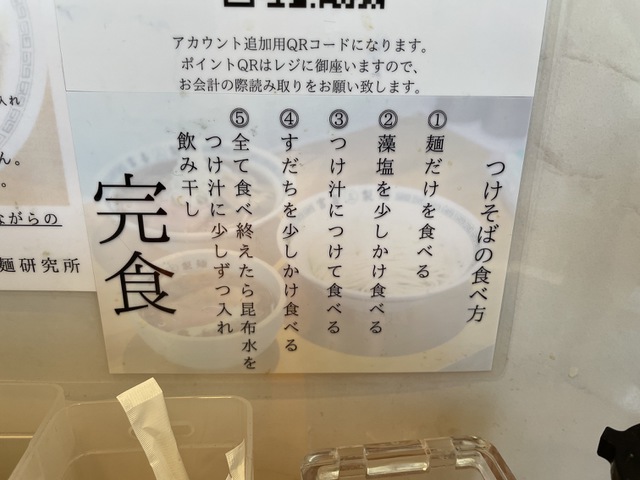 アカウント追加用QRコードになります。
ポイントQRはレジに御座いますので、
お会計の際読み取りをお願い致します。
つけそばの食べ方
①麺だけを食べる
②藻塩を少しかけ食べる
③つけ汁につけて食べる
④すだちを少しかけ食べる
⑤全て食べ終えたら昆布水を
つけ汁に少しずつ入れ
飲み干し
完食
入れ
ん。
。
ながらの
麺研究所